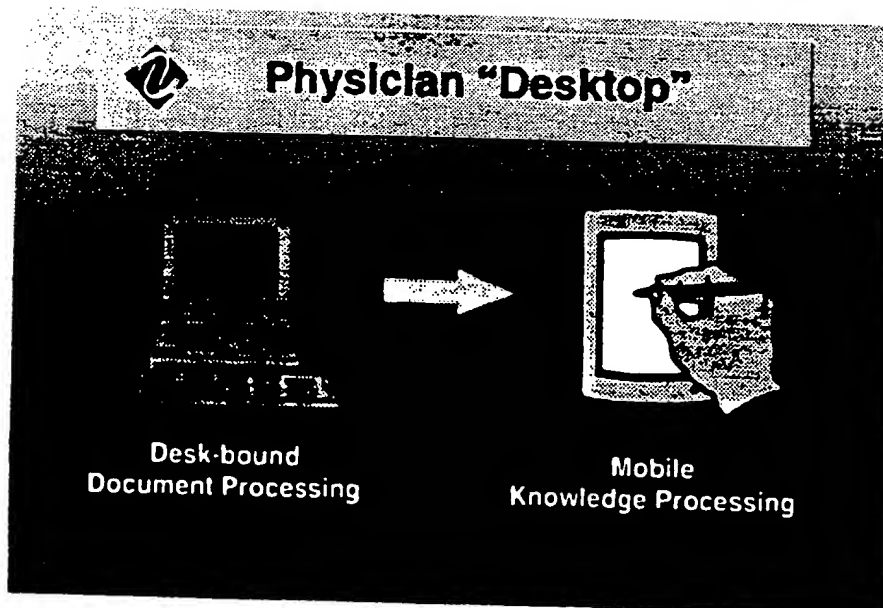 Physician “Desktop”
Desk-bound
Document Processing
Mobile
Knowledge Processing